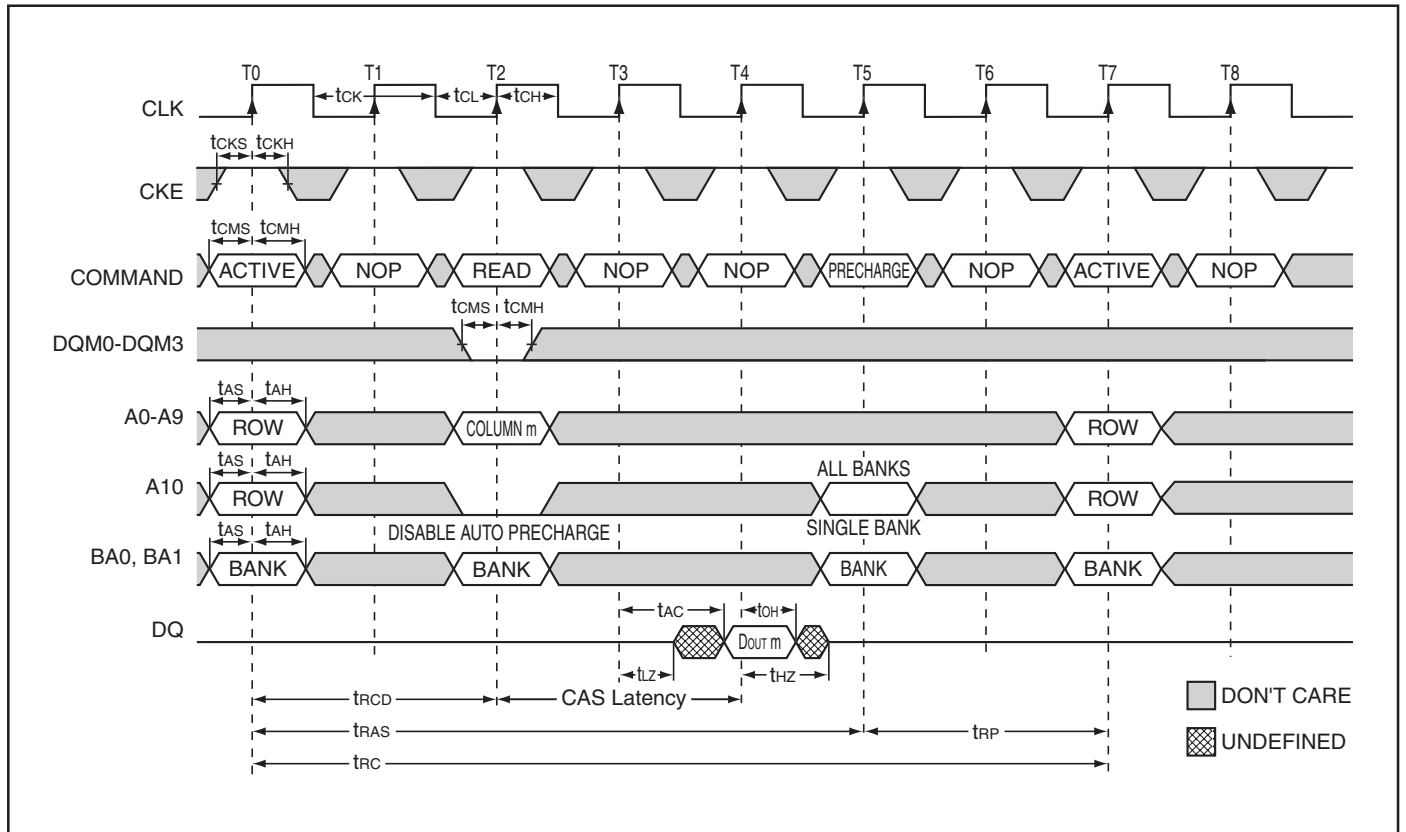 T0 T1 T2 T3 T4 T5 T6 T7 T8
CLK tCK tCL tCH
tCKS tCKH
CKE
tCMS tCMH
COMMAND ACTIVE NOP READ NOP NOP PRECHARGE NOP ACTIVE NOP
tCMS tCMH
DQM0-DQM3
tAS tAH
A0-A9 ROW COLUMN m ROW
tAS tAH ALL BANKS
A10 ROW ROW
tAS tAH DISABLE AUTO PRECHARGE SINGLE BANK
BA0, BA1 BANK BANK BANK BANK
tAC tOH
DQ DOUT m
tLZ tHZ
tRCD CAS Latency DON'T CARE
tRAS tRP
UNDEFINED
tRC